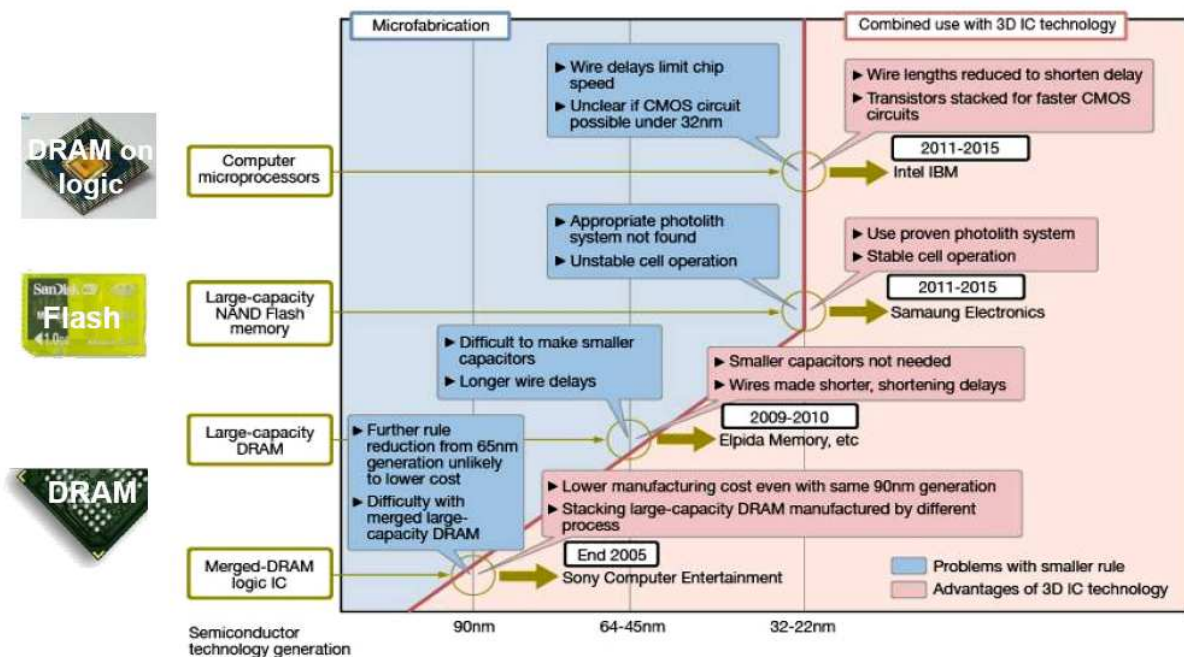 Microfabrication
Combined use with 3D IC technology
► Wire delays limit chip
speed
► Unclear if CMOS circuit
possible under 32nm
► Wire lengths reduced to shorten delay
► Transistors stacked for faster CMOS
circuits
DRAM on
logic
Computer
microprocessors
2011-2015
Intel IBM
► Appropriate photolith
system not found
► Unstable cell operation
► Use proven photolith system
► Stable cell operation
SanDisk
Flash
Large-capacity
NAND Flash
memory
2011-2015
Samaung Electronics
► Difficult to make smaller
capacitors
► Longer wire delays
► Smaller capacitors not needed
► Wires made shorter, shortening delays
Large-capacity
DRAM
2009-2010
Elpida Memory, etc
► Further rule
reduction from 65nm
generation unlikely
to lower cost
► Difficulty with
merged large-
capacity DRAM
► Lower manufacturing cost even with same 90nm generation
► Stacking large-capacity DRAM manufactured by different
process
DRAM
Merged-DRAM
logic IC
End 2005
Sony Computer Entertainment
Problems with smaller rule
Advantages of 3D IC technology
Semiconductor
technology generation
90nm
64-45nm
32-22nm